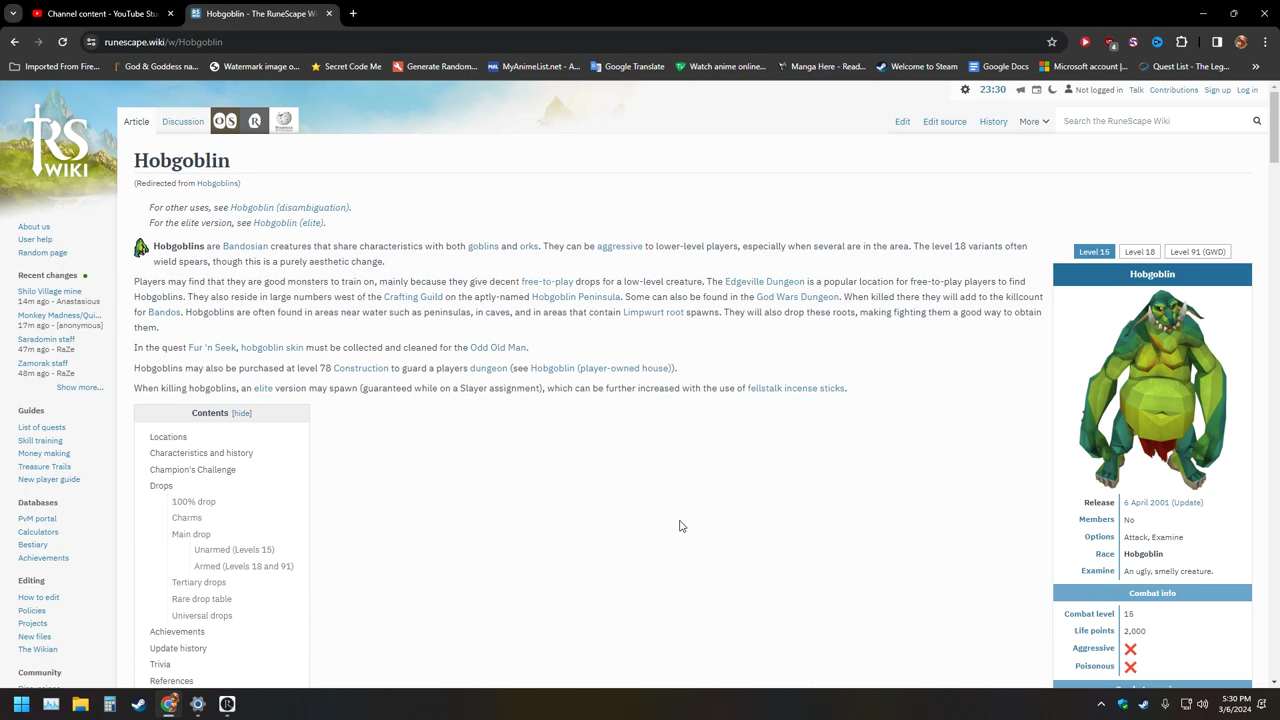 Channel content - YouTube Stu
Hobgoblin - The RuneScape Wi
runescape.wiki/w/Hobgoblin
4
Imported From Fire...
God & Goddess na...
Watermark image o...
Secret Code Me
Generate Random...
MyAnimeList.net - A...
Google Translate
Watch anime online...
Manga Here - Read...
Welcome to Steam
Google Docs
Microsoft account |...
Quest List - The Leg...
23:30
Not logged in
Talk
Contributions
Sign up
Log in
RS
WIKI
Article
Discussion
OS
R
Edit
Edit source
History
More
Search the RuneScape Wiki
Hobgoblin
(Redirected from Hobgoblins)
For other uses, see Hobgoblin (disambiguation).
For the elite version, see Hobgoblin (elite).
Hobgoblins are Bandosian creatures that share characteristics with both goblins and orks. They can be aggressive to lower-level players, especially when several are in the area. The level 18 variants often
wield spears, though this is a purely aesthetic change.
Players may find that they are good monsters to train on, mainly because they give decent free-to-play drops for a low-level creature. The Edgeville Dungeon is a popular location for free-to-play players to find
Hobgoblins. They also reside in large numbers west of the Crafting Guild on the aptly-named Hobgoblin Peninsula. Some can also be found in the God Wars Dungeon. When killed there they will add to the killcount
for Bandos. Hobgoblins are often found in areas near water such as peninsulas, in caves, and in areas that contain Limpwurt root spawns. They will also drop these roots, making fighting them a good way to obtain
them.
In the quest Fur 'n Seek, hobgoblin skin must be collected and cleaned for the Odd Old Man.
Hobgoblins may also be purchased at level 78 Construction to guard a players dungeon (see Hobgoblin (player-owned house)).
When killing hobgoblins, an elite version may spawn (guaranteed while on a Slayer assignment), which can be further increased with the use of fellstalk incense sticks.
Contents [hide]
Locations
Characteristics and history
Champion's Challenge
Drops
100% drop
Charms
Main drop
Unarmed (Levels 15)
Armed (Levels 18 and 91)
Tertiary drops
Rare drop table
Universal drops
Achievements
Update history
Trivia
References
About us
User help
Random page
Recent changes
Shilo Village mine
14m ago - Anastasious
Monkey Madness/Qui...
17m ago - [anonymous]
Saradomin staff
47m ago - RaZe
Zamorak staff
48m ago - RaZe
Show more...
Guides
List of quests
Skill training
Money making
Treasure Trails
New player guide
Databases
PvM portal
Calculators
Bestiary
Achievements
Editing
How to edit
Policies
Projects
New files
The Wikian
Community
Level 15
Level 18
Level 91 (GWD)
Hobgoblin
Release 6 April 2001 (Update)
Members No
Options Attack, Examine
Race Hobgoblin
Examine An ugly, smelly creature.
Combat info
Combat level 15
Life points 2,000
Aggressive
Poisonous
5:30 PM
3/6/2024